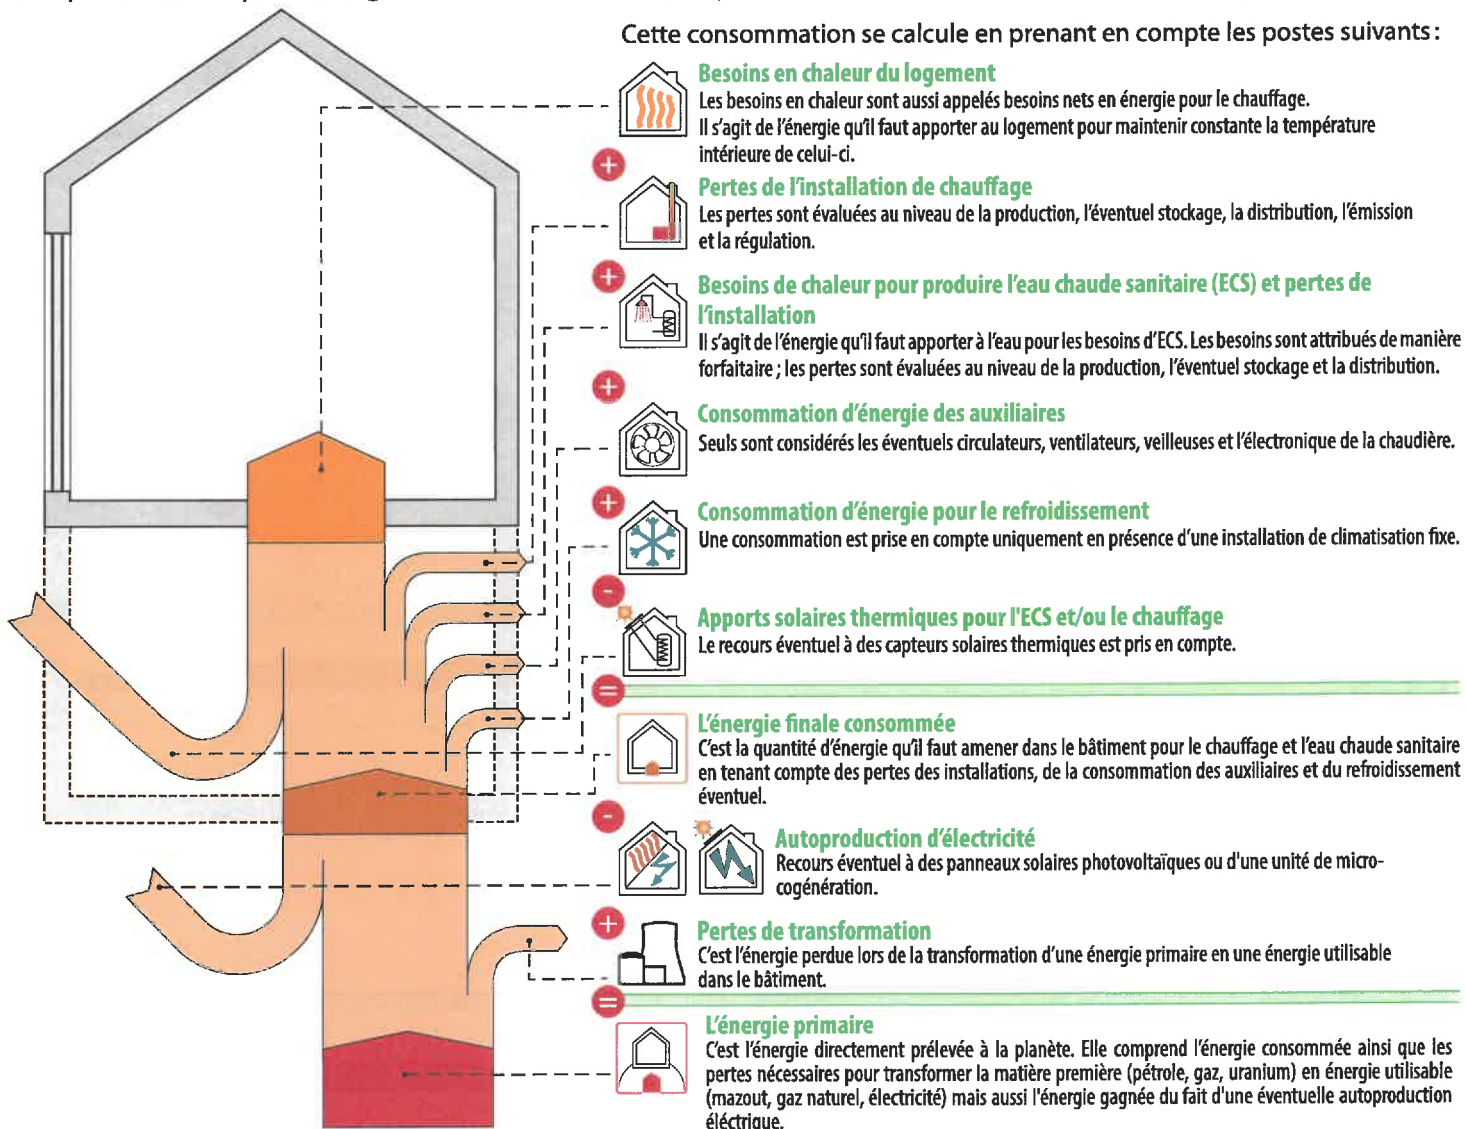 Cette consommation se calcule en prenant en compte les postes suivants :
Besoins en chaleur du logement
Les besoins en chaleur sont aussi appelés besoins nets en énergie pour le chauffage.
Il s'agit de l'énergie qu'il faut apporter au logement pour maintenir constante la température
intérieure de celui-ci.
+
Pertes de l'installation de chauffage
Les pertes sont évaluées au niveau de la production, l'éventuel stockage, la distribution, l'émission
et la régulation.
+
Besoins de chaleur pour produire l'eau chaude sanitaire (ECS) et pertes de
l'installation
Il s'agit de l'énergie qu'il faut apporter à l'eau pour les besoins d'ECS. Les besoins sont attribués de manière
forfaitaire ; les pertes sont évaluées au niveau de la production, l'éventuel stockage et la distribution.
+
Consommation d'énergie des auxiliaires
Seuls sont considérés les éventuels circulateurs, ventilateurs, veilleuses et l'électronique de la chaudière.
+
Consommation d'énergie pour le refroidissement
Une consommation est prise en compte uniquement en présence d'une installation de climatisation fixe.
-
Apports solaires thermiques pour l'ECS et/ou le chauffage
Le recours éventuel à des capteurs solaires thermiques est pris en compte.
=
L'énergie finale consommée
C'est la quantité d'énergie qu'il faut amener dans le bâtiment pour le chauffage et l'eau chaude sanitaire
en tenant compte des pertes des installations, de la consommation des auxiliaires et du refroidissement
éventuel.
-
Autoproduction d'électricité
Recours éventuel à des panneaux solaires photovoltaïques ou d'une unité de micro-
cogénération.
+
Pertes de transformation
C'est l'énergie perdue lors de la transformation d'une énergie primaire en une énergie utilisable
dans le bâtiment.
=
L'énergie primaire
C'est l'énergie directement prélevée à la planète. Elle comprend l'énergie consommée ainsi que les
pertes nécessaires pour transformer la matière première (pétrole, gaz, uranium) en énergie utilisable
(mazout, gaz naturel, électricité) mais aussi l'énergie gagnée du fait d'une éventuelle autoproduction
éléctrique.